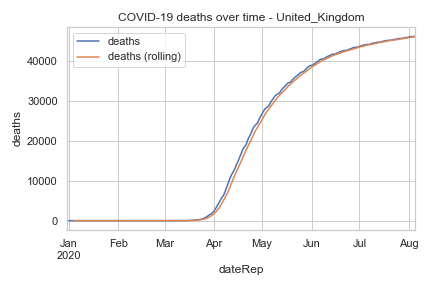 COVID-19 deaths over time - United_Kingdom
deaths
deaths (rolling)
40000
30000
20000
10000
0
deaths
Jan Feb Mar Apr May Jun Jul Aug
2020
dateRep